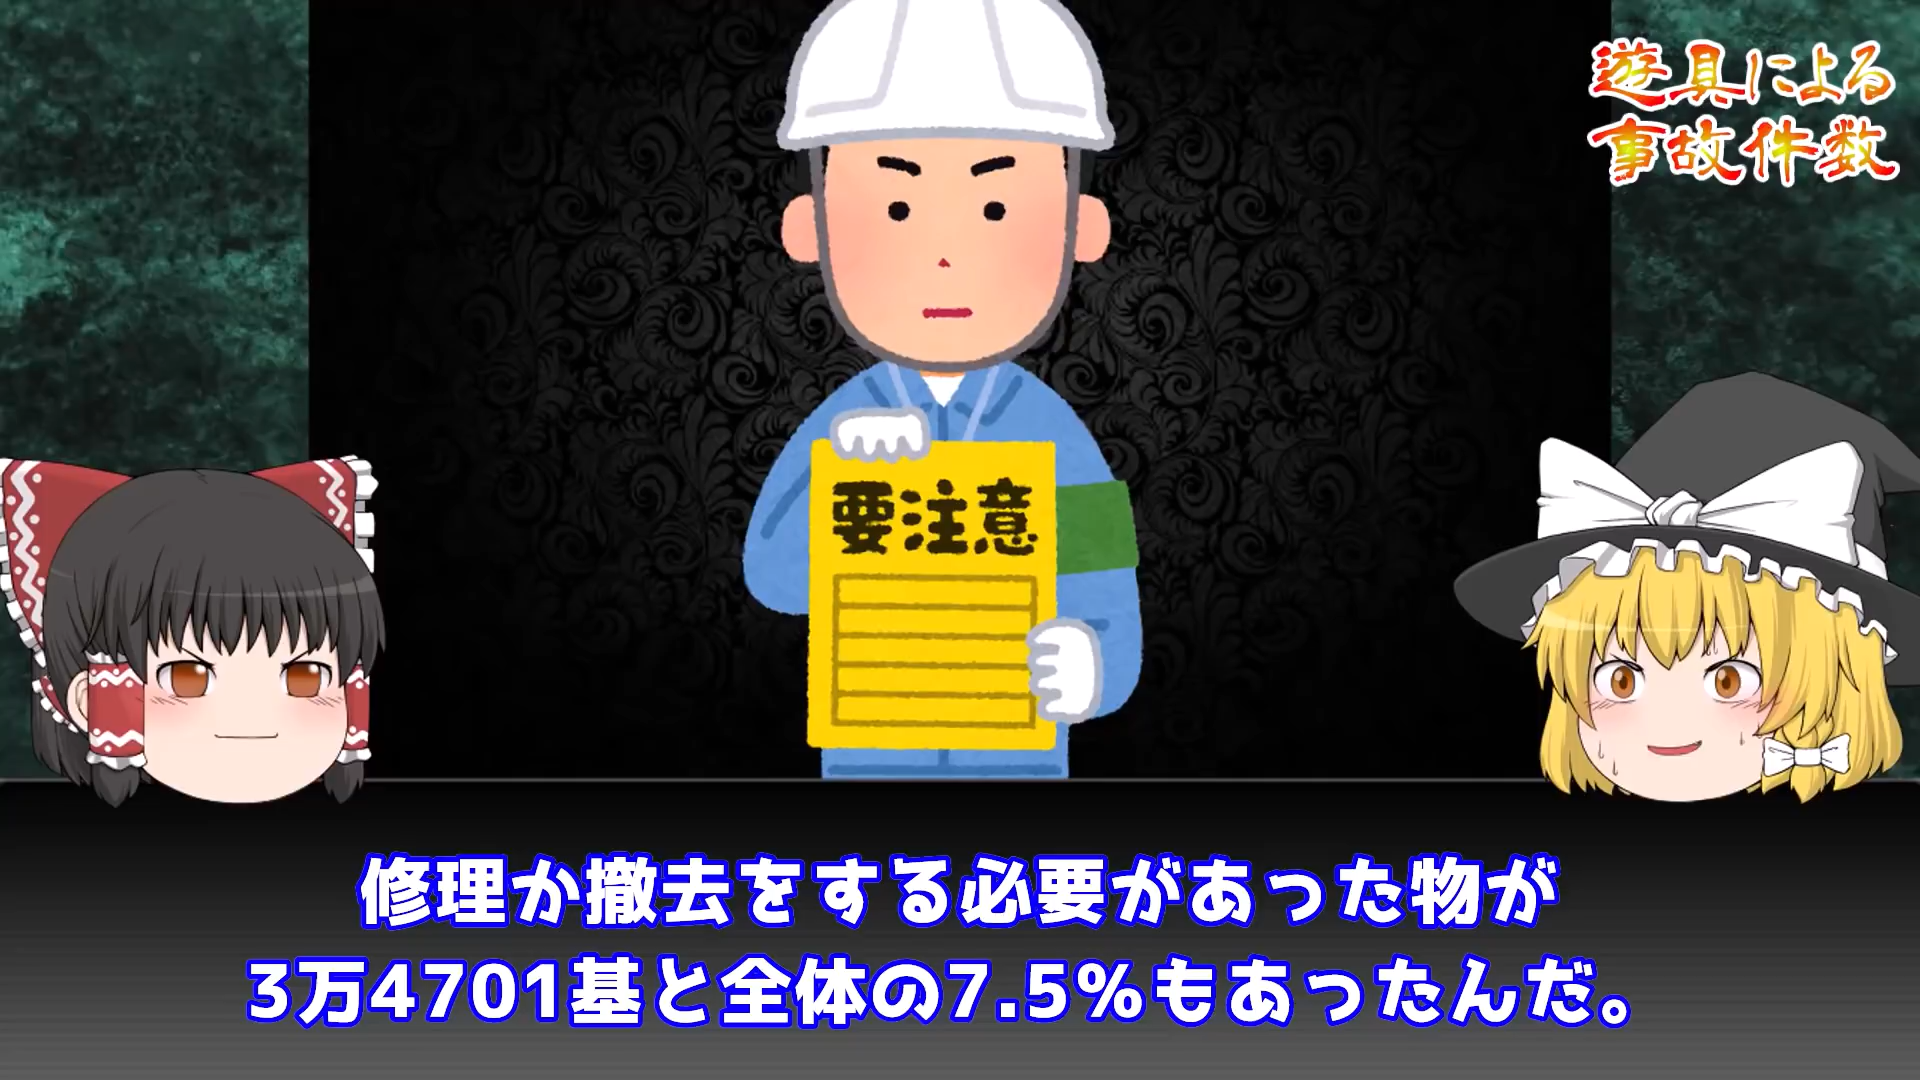 遊具による
事故件数
要注意
修理か撤去をする必要があった物が
3万4701基と全体の7.5%もあったんだ。